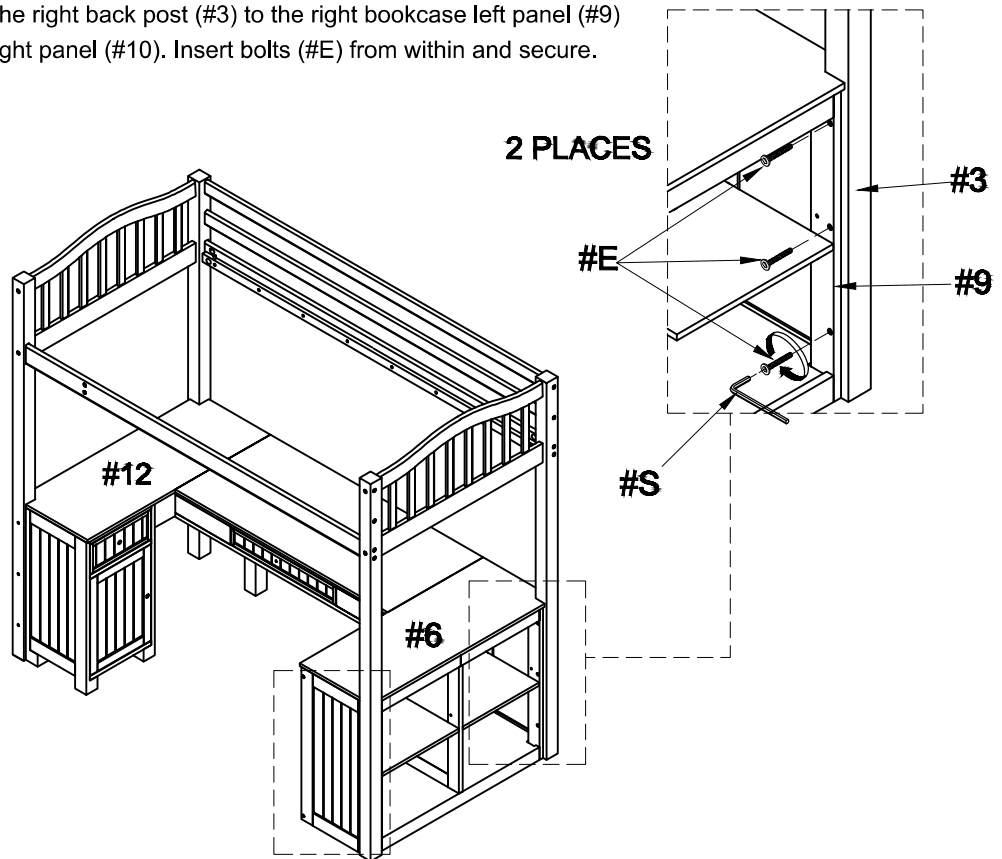 he right back post (#3) to the right bookcase left panel (#9)
ght panel (#10). Insert bolts (#E) from within and secure.
2 PLACES
#3
#E
#9
#S
#12
#6